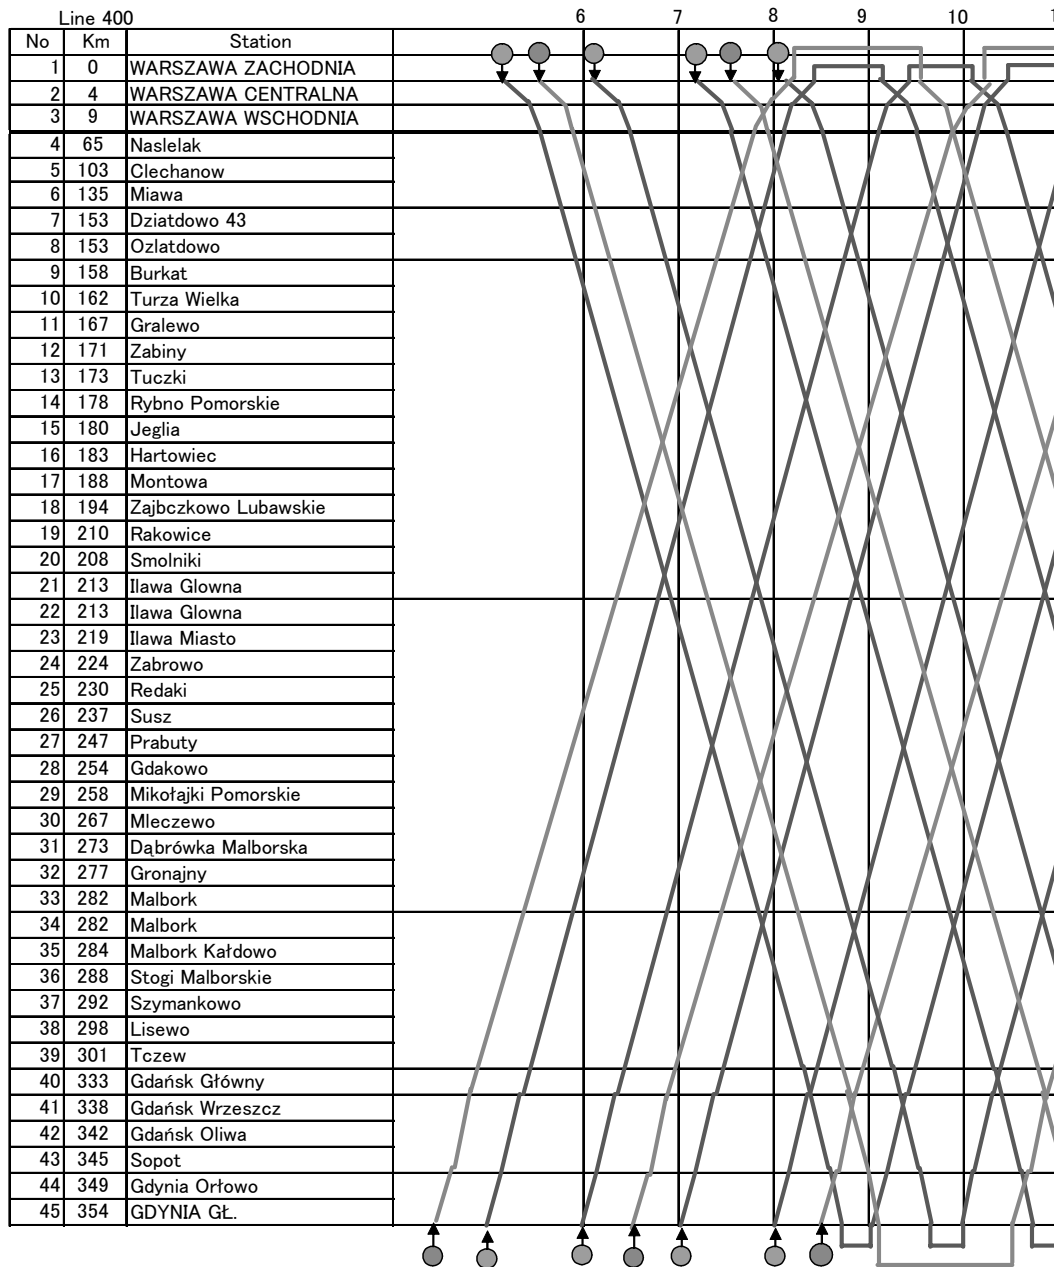 Line 400 6 7 8 9 10 1
No Km Station
1 0 WARSZAWA ZACHODNIA
2 4 WARSZAWA CENTRALNA
3 9 WARSZAWA WSCHODNIA
4 65 Naslelak
5 103 Clechanow
6 135 Miawa
7 153 Dziatdowo 43
8 153 Ozlatdowo
9 158 Burkat
10 162 Turza Wielka
11 167 Gralewo
12 171 Zabiny
13 173 Tuczki
14 178 Rybno Pomorskie
15 180 Jeglia
16 183 Hartowiec
17 188 Montowa
18 194 Zajbczkowo Lubawskie
19 210 Rakowice
20 208 Smolniki
21 213 Ilawa Glowna
22 213 Ilawa Glowna
23 219 Ilawa Miasto
24 224 Zabrowo
25 230 Redaki
26 237 Susz
27 247 Prabuty
28 254 Gdakowo
29 258 Mikołajki Pomorskie
30 267 Mleczewo
31 273 Dąbrówka Malborska
32 277 Gronajny
33 282 Malbork
34 282 Malbork
35 284 Malbork Kałdowo
36 288 Stogi Malborskie
37 292 Szymankowo
38 298 Lisewo
39 301 Tczew
40 333 Gdańsk Główny
41 338 Gdańsk Wrzeszcz
42 342 Gdańsk Oliwa
43 345 Sopot
44 349 Gdynia Orłowo
45 354 GDYNIA GŁ.